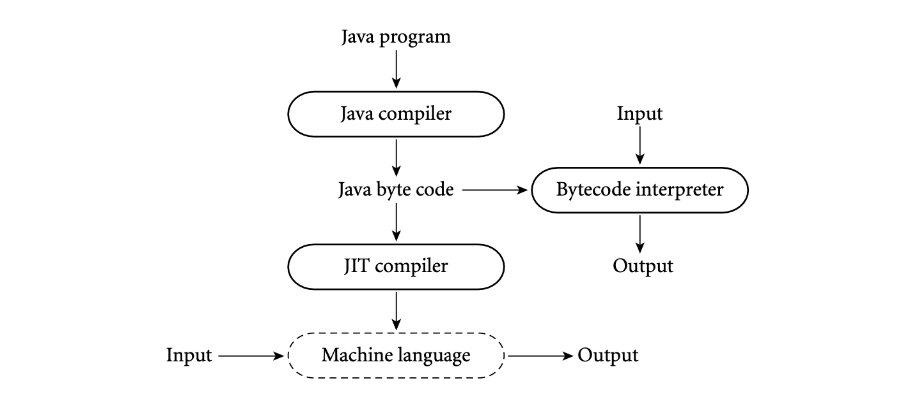 Java program
Java compiler
Input
Java byte code
Bytecode interpreter
JIT compiler
Output
Input
Machine language
Output